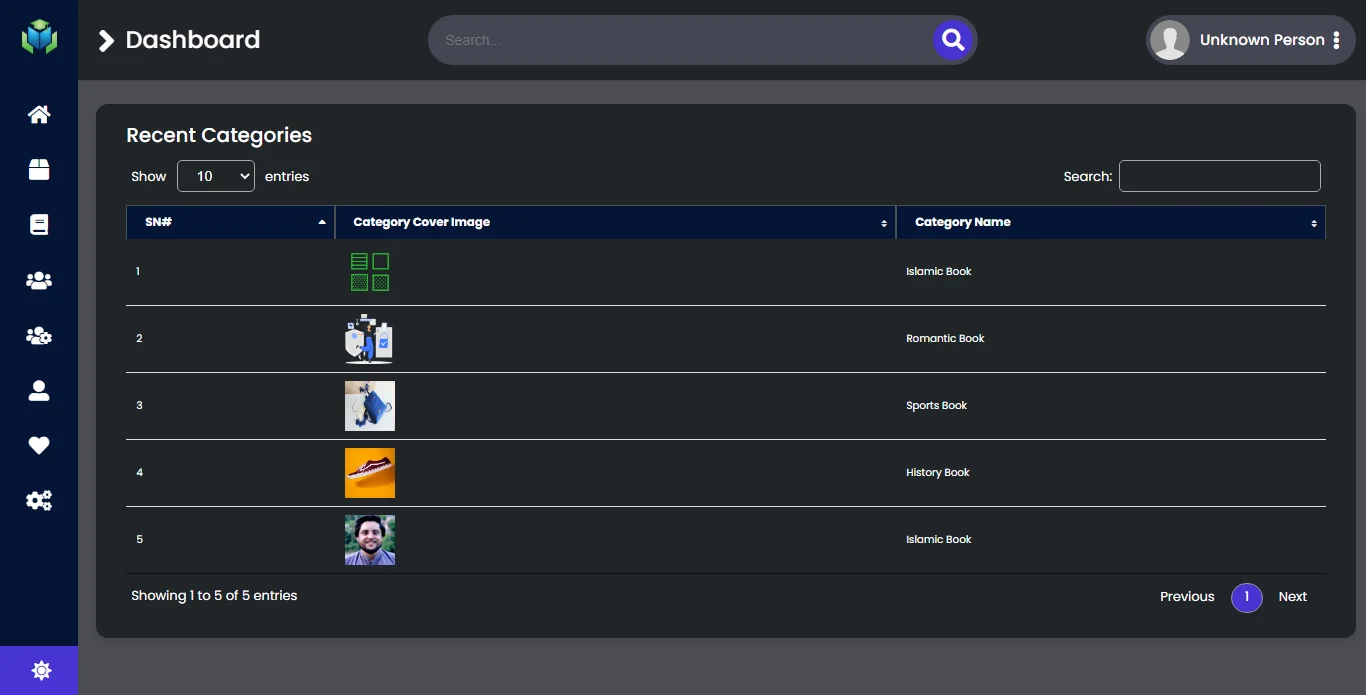 Dashboard
Search...
Unknown Person
Recent Categories
Show 10 entries
Search:
SN# Category Cover Image Category Name
1 Islamic Book
2 Romantic Book
3 Sports Book
4 History Book
5 Islamic Book
Showing 1 to 5 of 5 entries
Previous 1 Next